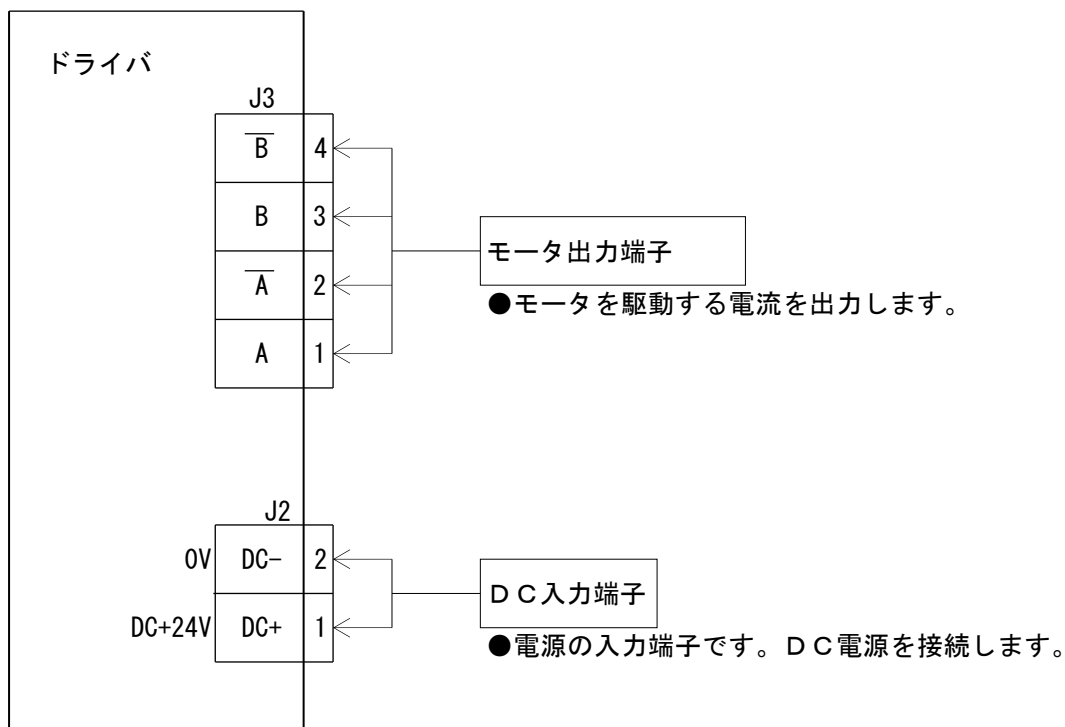 ドライバ
J3
B̅ 4
B 3
A̅ 2
A 1
モータ出力端子
●モータを駆動する電流を出力します。
J2
0V DC− 2
DC+24V DC+ 1
DC入力端子
●電源の入力端子です。DC電源を接続します。